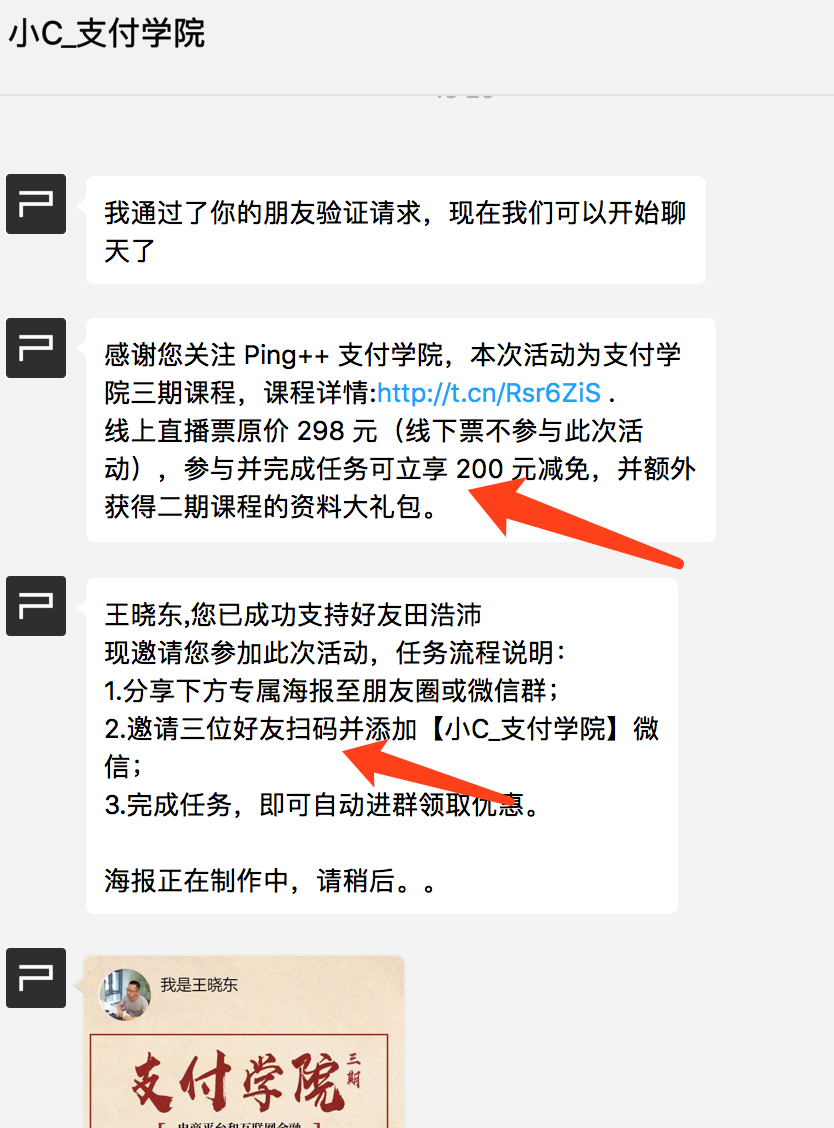 小C_支付学院
我通过了你的朋友验证请求，现在我们可以开始聊
天了
感谢您关注 Ping++ 支付学院，本次活动为支付学
院三期课程，课程详情:http://t.cn/Rsr6ZiS .
线上直播票原价 298 元（线下票不参与此次活
动），参与并完成任务可立享 200 元减免，并额外
获得二期课程的资料大礼包。
王晓东,您已成功支持好友田浩沛
现邀请您参加此次活动，任务流程说明：
1.分享下方专属海报至朋友圈或微信群；
2.邀请三位好友扫码并添加【小C_支付学院】微
信；
3.完成任务，即可自动进群领取优惠。
海报正在制作中，请稍后。。
我是王晓东
支付学院
三期
电商平台和互联网金融